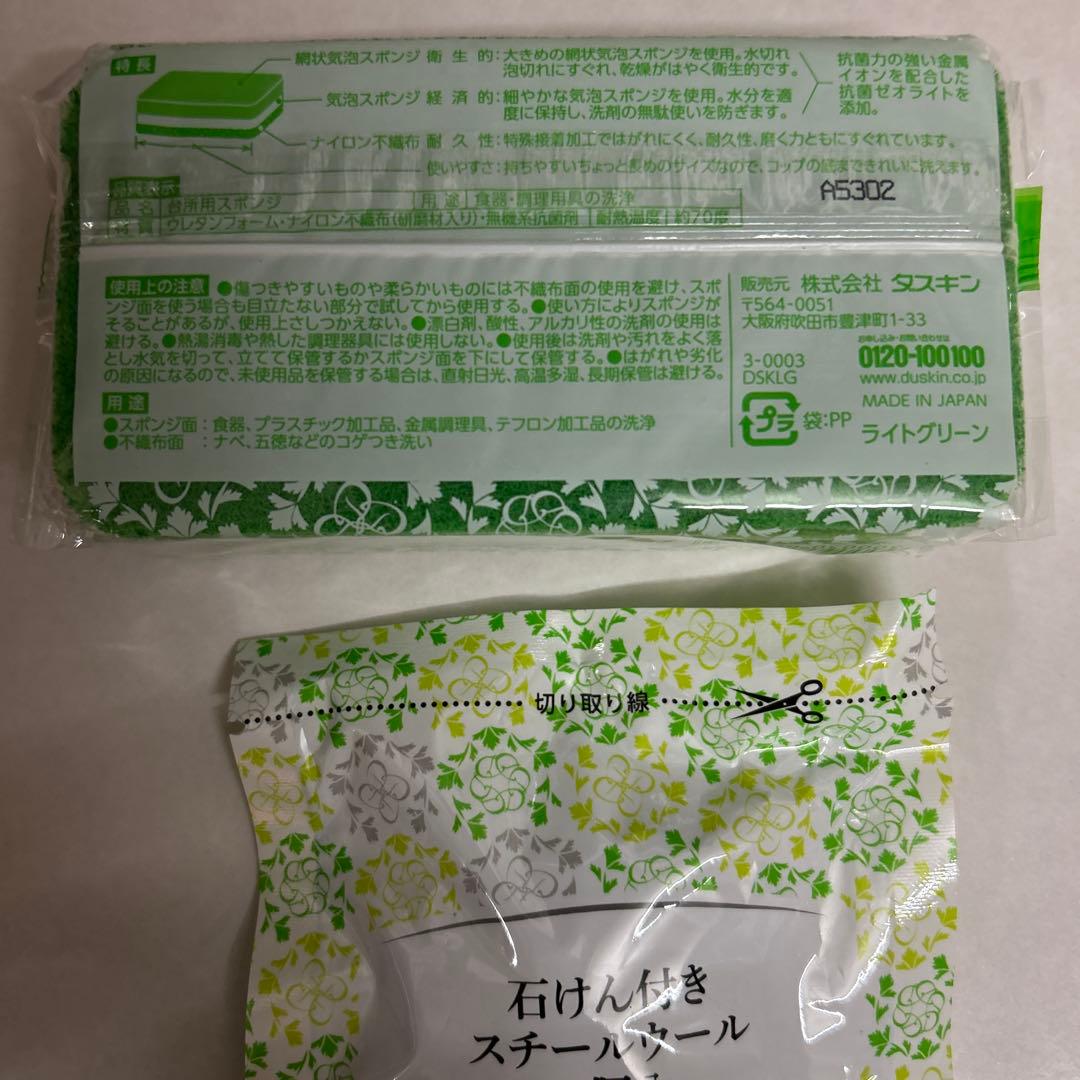 特長
網状気泡スポンジ 衛生的:大きめの網状気泡スポンジを使用。水切れ
泡切れにすぐれ、乾燥がはやく衛生的です。
気泡スポンジ 経済的:細やかな気泡スポンジを使用。水分を適
度に保持し、洗剤の無駄使いを防ぎます。
抗菌力の強い金属
イオンを配合した
抗菌ゼオライトを
添加。
ナイロン不織布 耐久性:特殊接着加工ではがれにくく、耐久性、磨く力ともにすぐれています。
使いやすさ:持ちやすいちょっと長めのサイズなので、コップの底まできれいに洗えます。
A5302
品質表示
品名 台所用スポンジ 用途 食器・調理用具の洗浄
材質 ウレタンフォーム・ナイロン不織布(研磨材入り)・無機系抗菌剤 耐熱温度 約70度
使用上の注意 ●傷つきやすいものや柔らかいものには不織布面の使用を避け、スポ
ンジ面を使う場合も目立たない部分で試してから使用する。●使い方によりスポンジが
そることがあるが、使用上さしつかえない。●漂白剤、酸性、アルカリ性の洗剤の使用は
避ける。●熱湯消毒や熱した調理器具には使用しない。●使用後は洗剤や汚れをよく落
とし水気を切って、立てて保管するかスポンジ面を下にして保管する。●はがれや劣化
の原因になるので、未使用品を保管する場合は、直射日光、高温多湿、長期保管は避ける。
用途
●スポンジ面:食器、プラスチック加工品、金属調理具、テフロン加工品の洗浄
●不織布面:ナベ、五徳などのコゲつき洗い
販売元 株式会社 ダスキン
〒564-0051
大阪府吹田市豊津町1-33
お申し込み・お問い合わせは
0120-100100
www.duskin.co.jp
3-0003
DSKLG
MADE IN JAPAN
プラ 袋:PP ライトグリーン
切り取り線
石けん付き
スチールウール